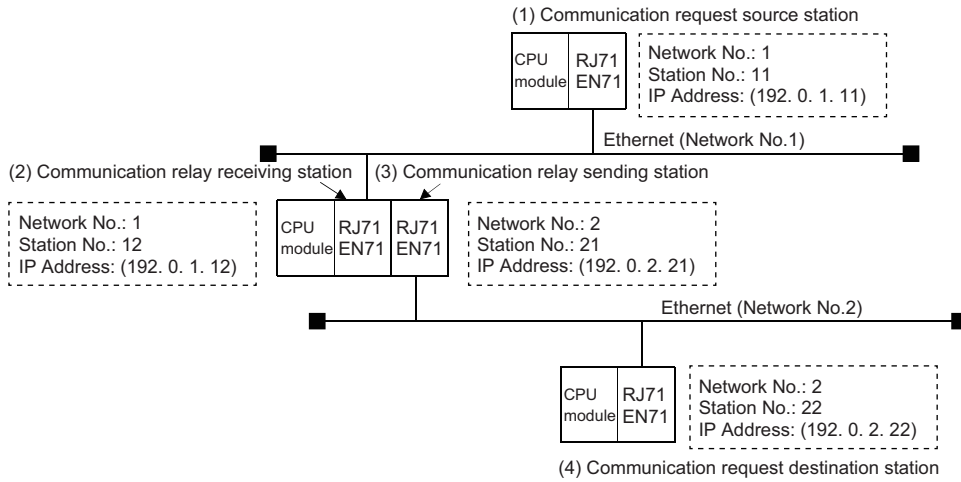 (1) Communication request source station
CPU
module
RJ71
EN71
Network No.: 1
Station No.: 11
IP Address: (192. 0. 1. 11)
Ethernet (Network No.1)
(2) Communication relay receiving station
(3) Communication relay sending station
Network No.: 1
Station No.: 12
IP Address: (192. 0. 1. 12)
CPU
module
RJ71
EN71
RJ71
EN71
Network No.: 2
Station No.: 21
IP Address: (192. 0. 2. 21)
Ethernet (Network No.2)
CPU
module
RJ71
EN71
Network No.: 2
Station No.: 22
IP Address: (192. 0. 2. 22)
(4) Communication request destination station